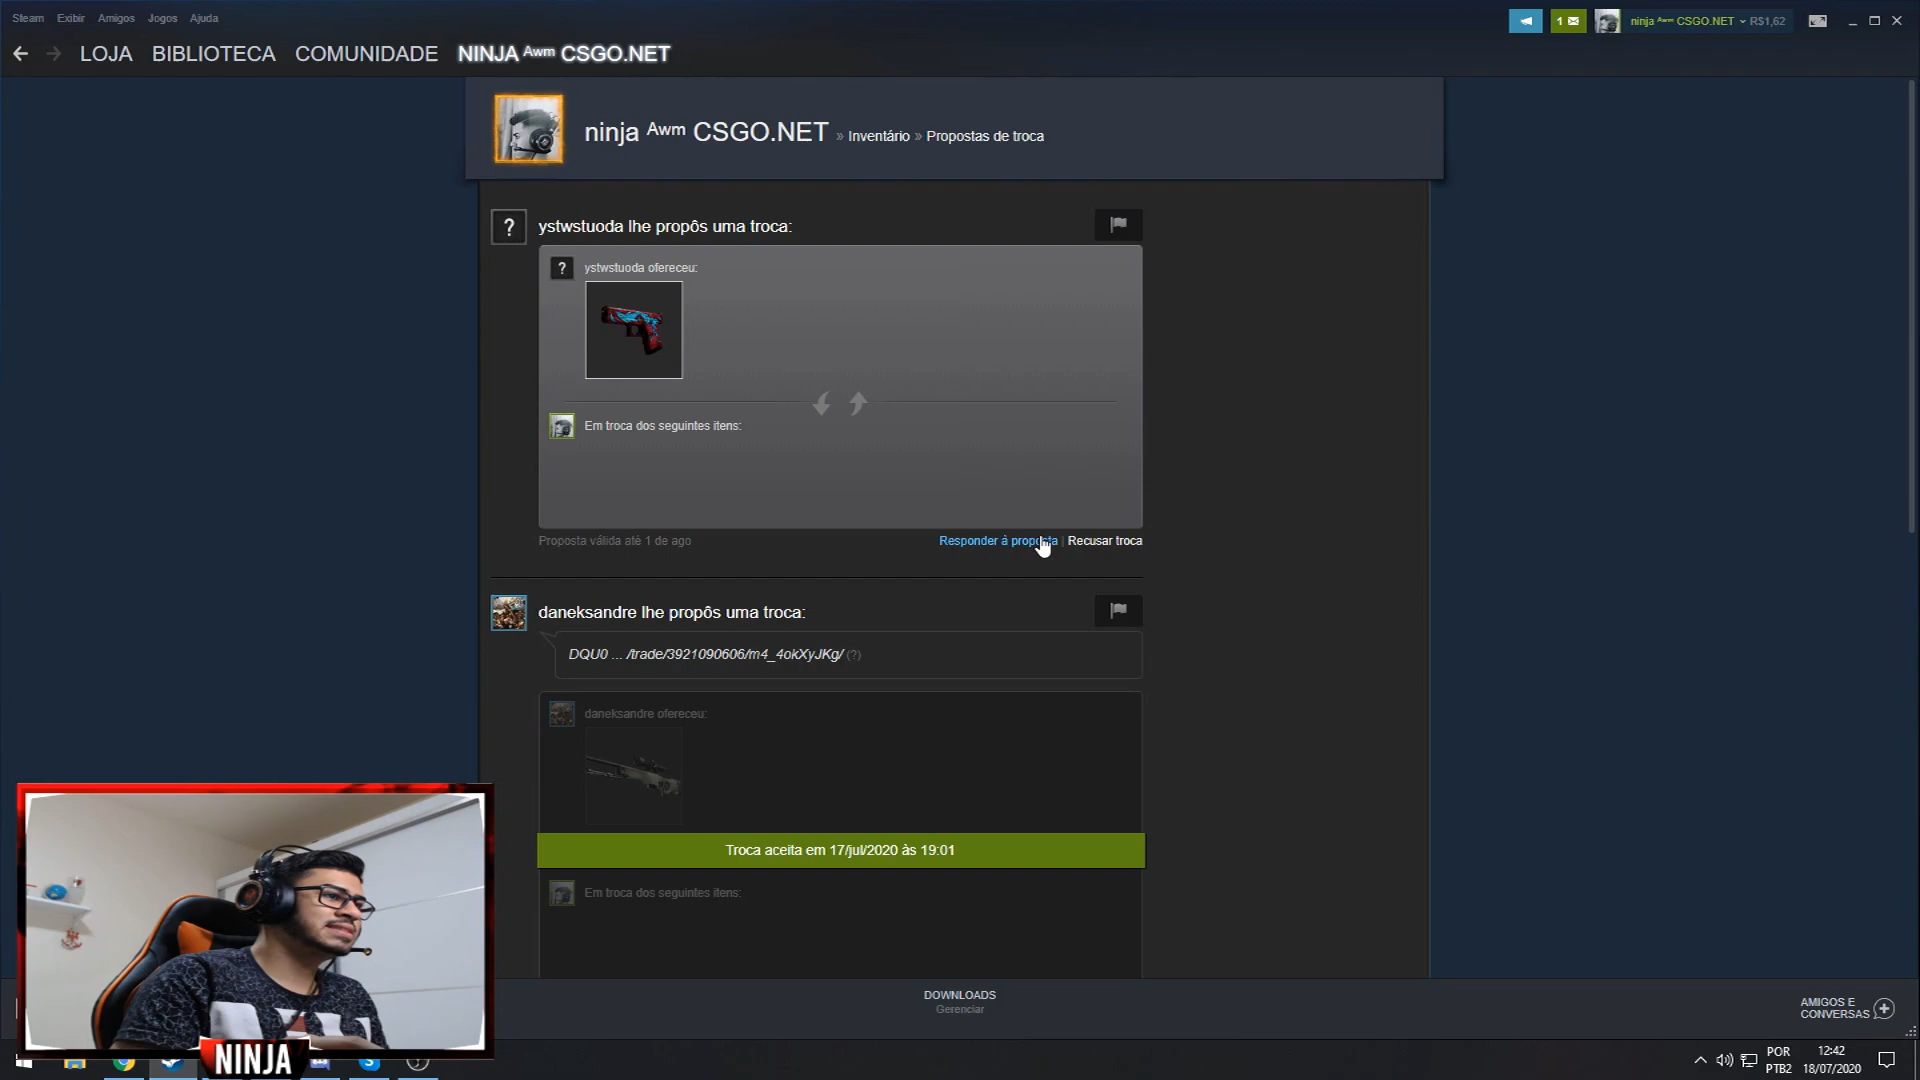 Steam Exibir Amigos Jogos Ajuda
1 ninja ᴬʷᵐ CSGO.NET R$1,62
LOJA BIBLIOTECA COMUNIDADE NINJA ᴬʷᵐ CSGO.NET
ninja ᴬʷᵐ CSGO.NET » Inventário » Propostas de troca
? ystwstuoda lhe propôs uma troca:
? ystwstuoda ofereceu:
Em troca dos seguintes itens:
Proposta válida até 1 de ago
Responder à proposta | Recusar troca
daneksandre lhe propôs uma troca:
DQU0 ... /trade/3921090606/m4_4okXyJKg/ (?)
daneksandre ofereceu:
Troca aceita em 17/jul/2020 às 19:01
Em troca dos seguintes itens:
DOWNLOADS
Gerenciar
AMIGOS E
CONVERSAS
NINJA
POR
PTB2
12:42
18/07/2020